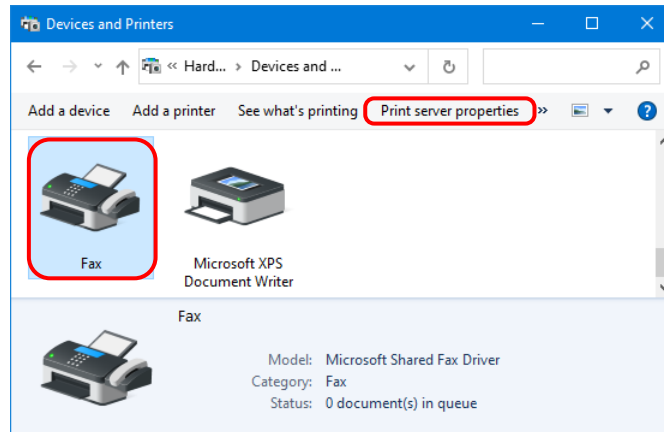 Devices and Printers
« Hard... › Devices and ...
Add a device Add a printer See what's printing Print server properties » ?
Fax
Microsoft XPS
Document Writer
Fax
Model: Microsoft Shared Fax Driver
Category: Fax
Status: 0 document(s) in queue